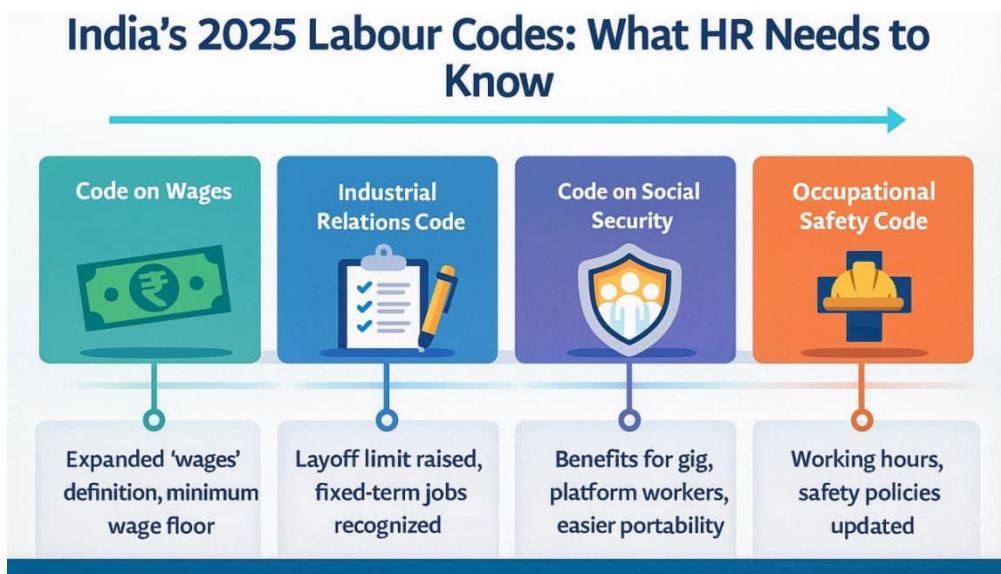 India's 2025 Labour Codes: What HR Needs to
Know
Code on Wages
₹
Industrial
Relations Code
Code on Social
Security
Occupational
Safety Code
Expanded 'wages'
definition, minimum
wage floor
Layoff limit raised,
fixed-term jobs
recognized
Benefits for gig,
platform workers,
easier portability
Working hours,
safety policies
updated